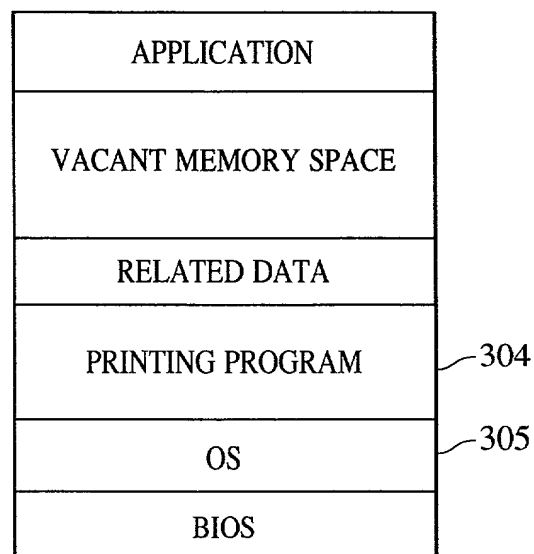 APPLICATION
VACANT MEMORY SPACE
RELATED DATA
PRINTING PROGRAM
304
OS
305
BIOS